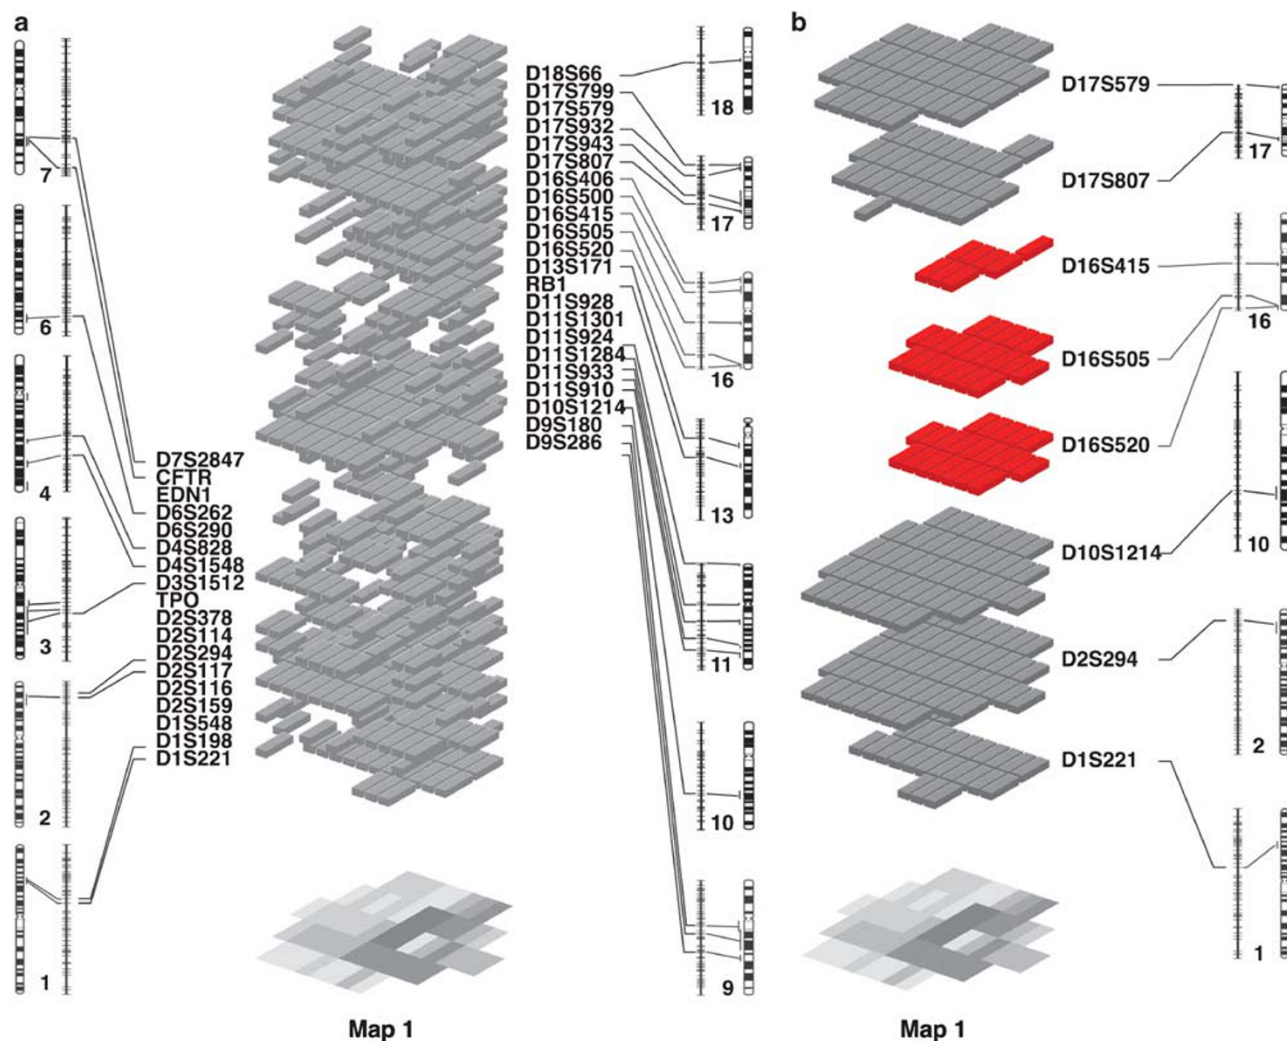 a
7
6
4
3
2
1
D7S2847
CFTR
EDN1
D6S262
D6S290
D4S828
D4S1548
D3S1512
TPO
D2S378
D2S114
D2S294
D2S117
D2S116
D2S159
D1S548
D1S198
D1S221
D18S66
D17S799
D17S579
D17S932
D17S943
D17S807
D16S406
D16S500
D16S415
D16S505
D16S520
D13S171
RB1
D11S928
D11S1301
D11S924
D11S1284
D11S933
D11S910
D10S1214
D9S180
D9S286
18
17
16
13
11
10
9
Map 1
b
D17S579
D17S807
D16S415
D16S505
D16S520
D10S1214
D2S294
D1S221
17
16
10
2
1
Map 1